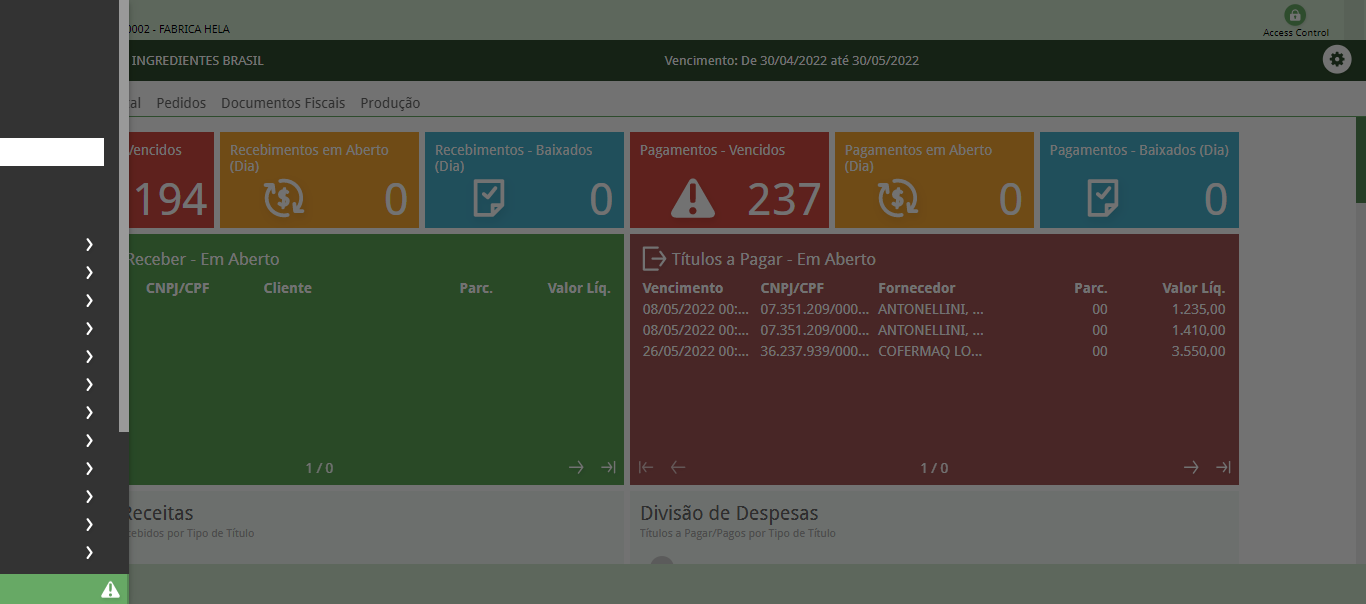 0002 - FABRICA HELA
Access Control
INGREDIENTES BRASIL
Vencimento: De 30/04/2022 até 30/05/2022
al Pedidos Documentos Fiscais Produção
Vencidos
194
Recebimentos em Aberto
(Dia)
0
Recebimentos - Baixados
(Dia)
0
Pagamentos - Vencidos
237
Pagamentos em Aberto
(Dia)
0
Pagamentos - Baixados (Dia)
0
Receber - Em Aberto
CNPJ/CPF Cliente Parc. Valor Líq.
1 / 0
Títulos a Pagar - Em Aberto
Vencimento CNPJ/CPF Fornecedor Parc. Valor Líq.
08/05/2022 00:... 07.351.209/000... ANTONELLINI, ... 00 1.235,00
08/05/2022 00:... 07.351.209/000... ANTONELLINI, ... 00 1.410,00
26/05/2022 00:... 36.237.939/000... COFERMAQ LO... 00 3.550,00
1 / 0
Receitas
cebidos por Tipo de Título
Divisão de Despesas
Títulos a Pagar/Pagos por Tipo de Título